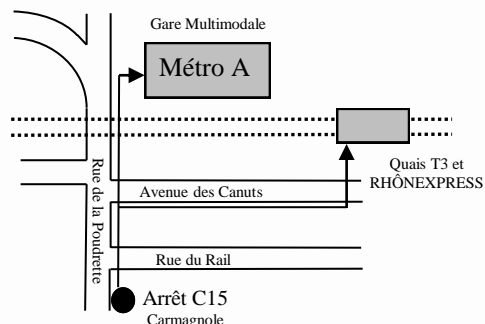 Gare Multimodale
Métro A
Quais T3 et
RHÔNEXPRESS
Rue de la Poudrette
Avenue des Canuts
Rue du Rail
Arrêt C15
Carmagnole